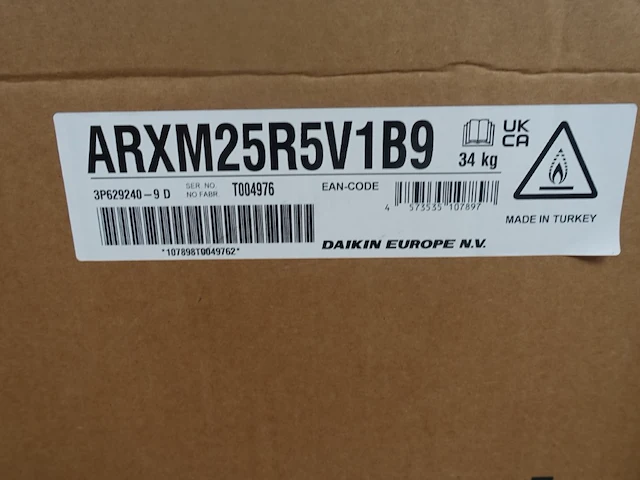 ARXM25R5V1B9
34 kg
UK
CA
3P629240-9 D
SER. NO.
NO FABR.
T004976
EAN-CODE
4 573535 107897
MADE IN TURKEY
*107898T0049762*
DAIKIN EUROPE N.V.